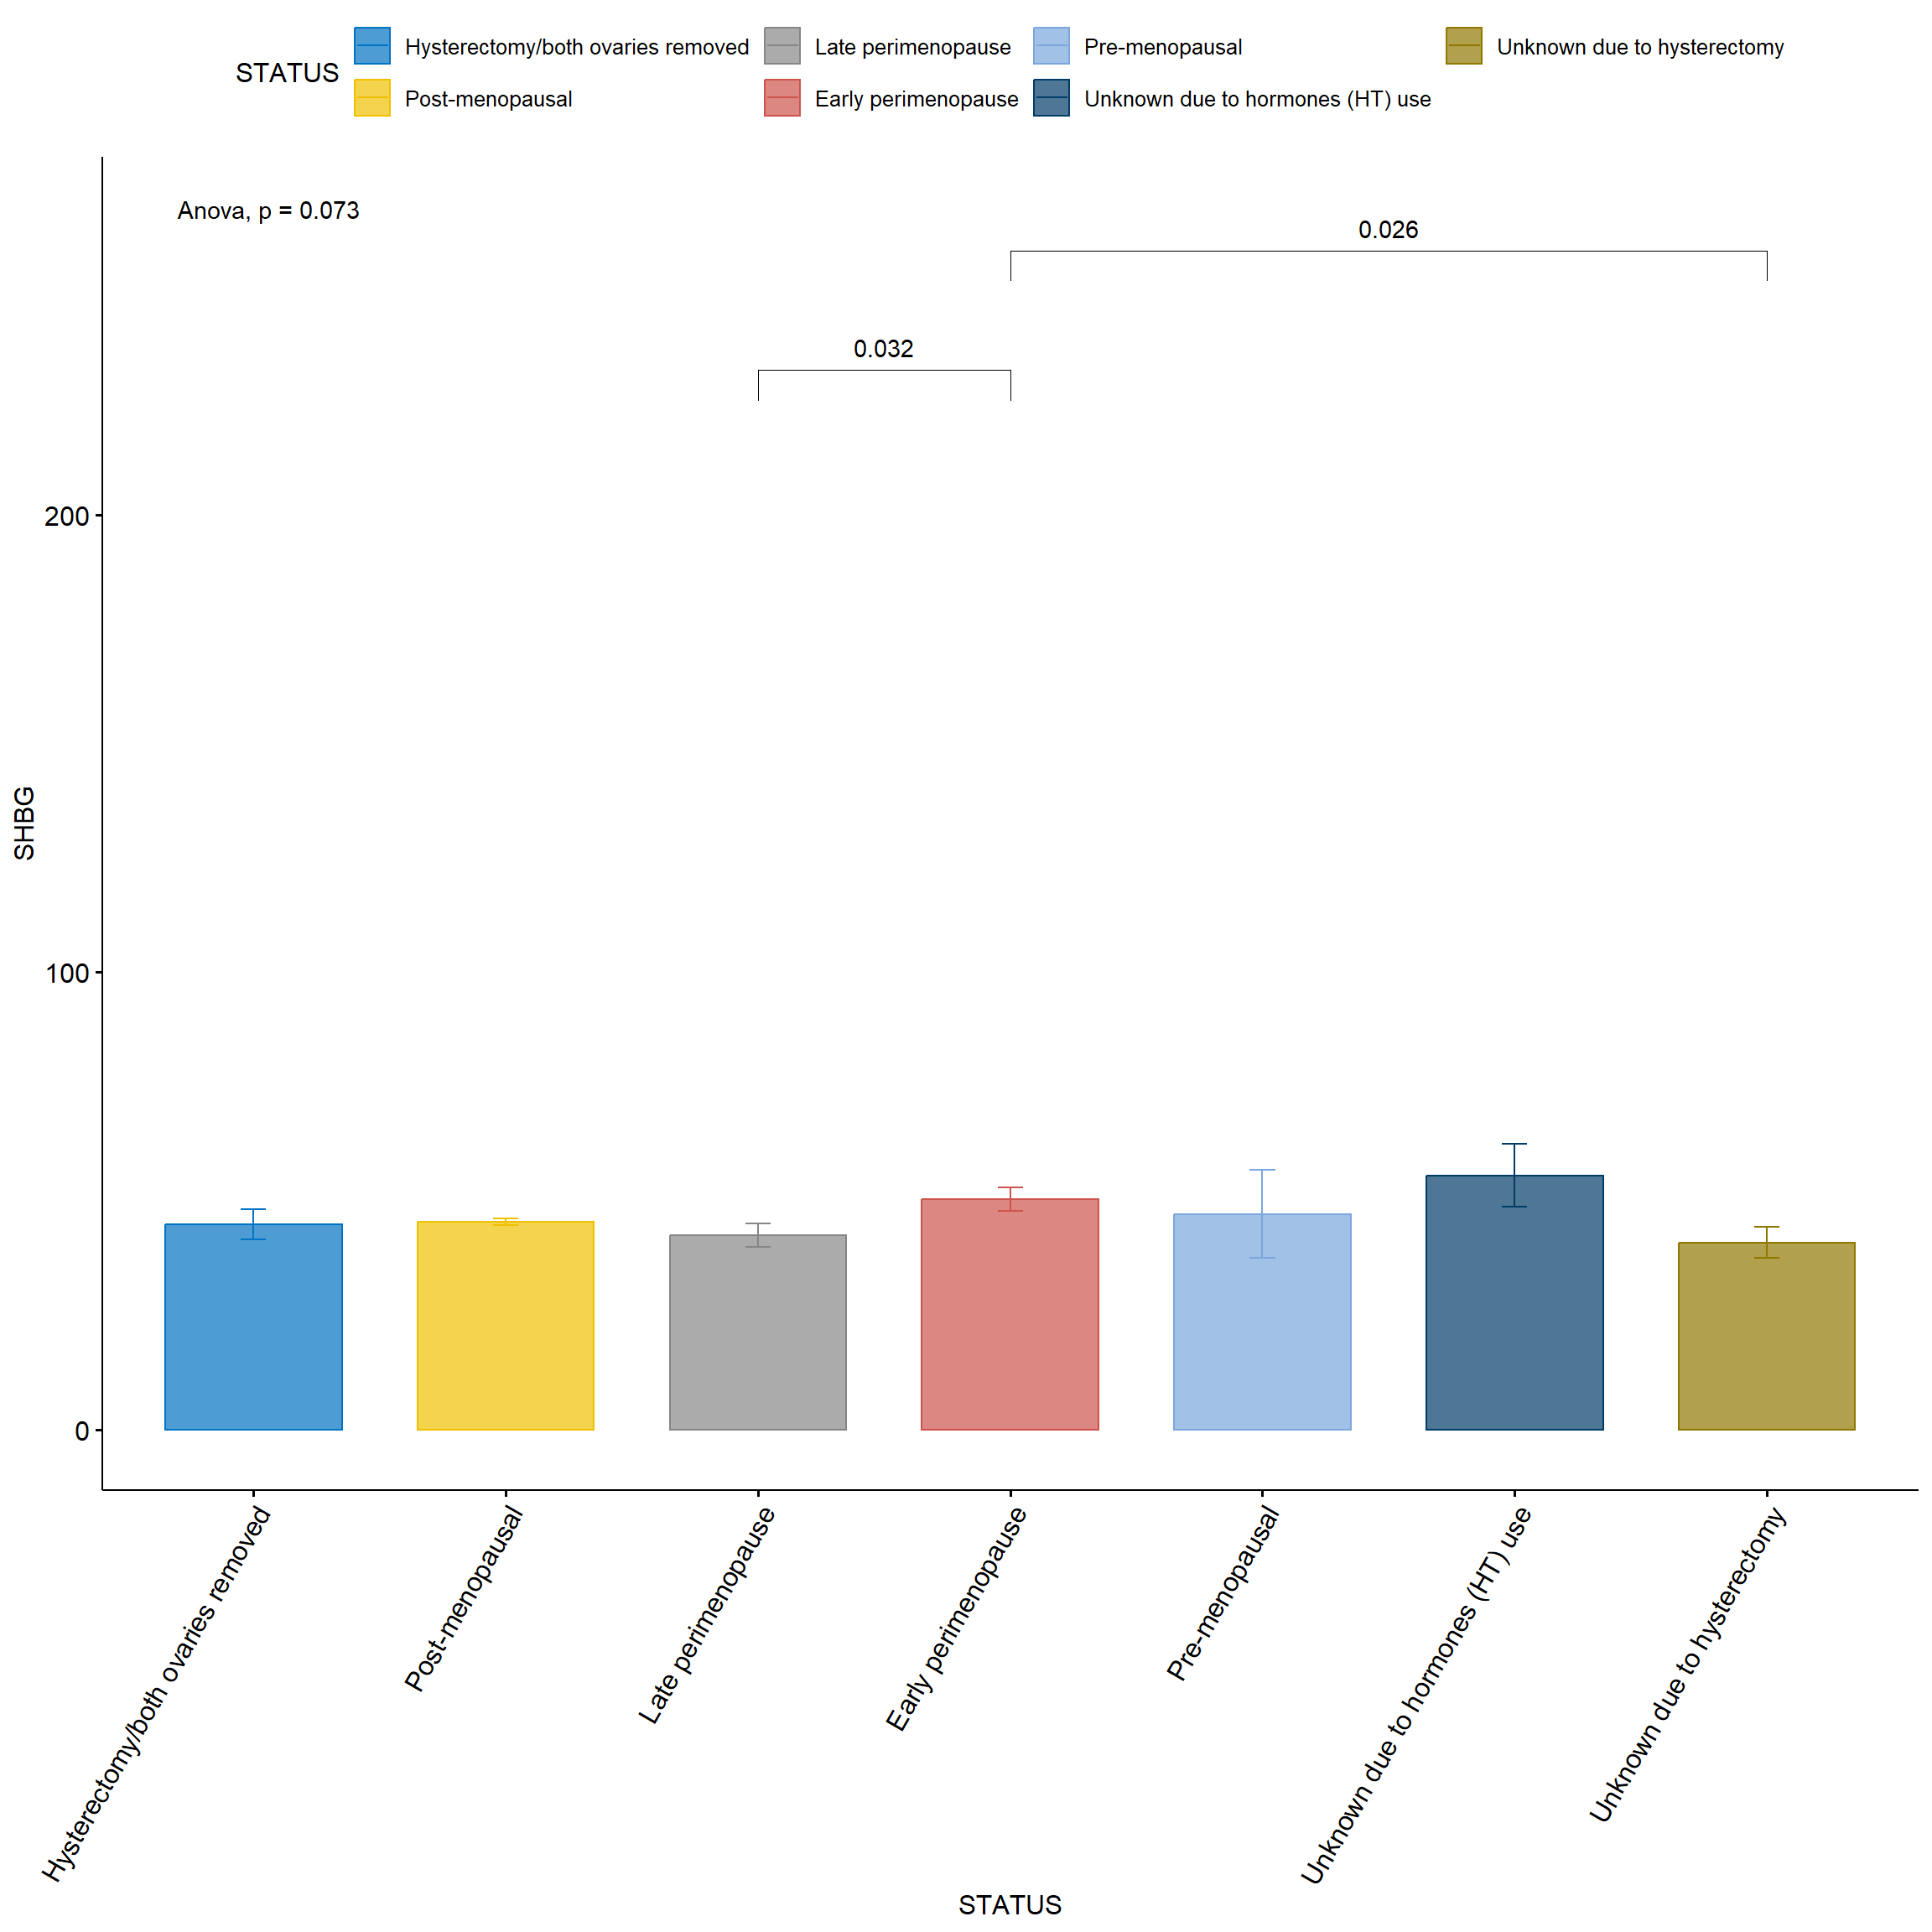 STATUS
Hysterectomy/both ovaries removed
Late perimenopause
Pre-menopausal
Unknown due to hysterectomy
Post-menopausal
Early perimenopause
Unknown due to hormones (HT) use
Anova, p = 0.073
0.026
0.032
200
100
0
SHBG
Hysterectomy/both ovaries removed
Post-menopausal
Late perimenopause
Early perimenopause
Pre-menopausal
Unknown due to hormones (HT) use
Unknown due to hysterectomy
STATUS